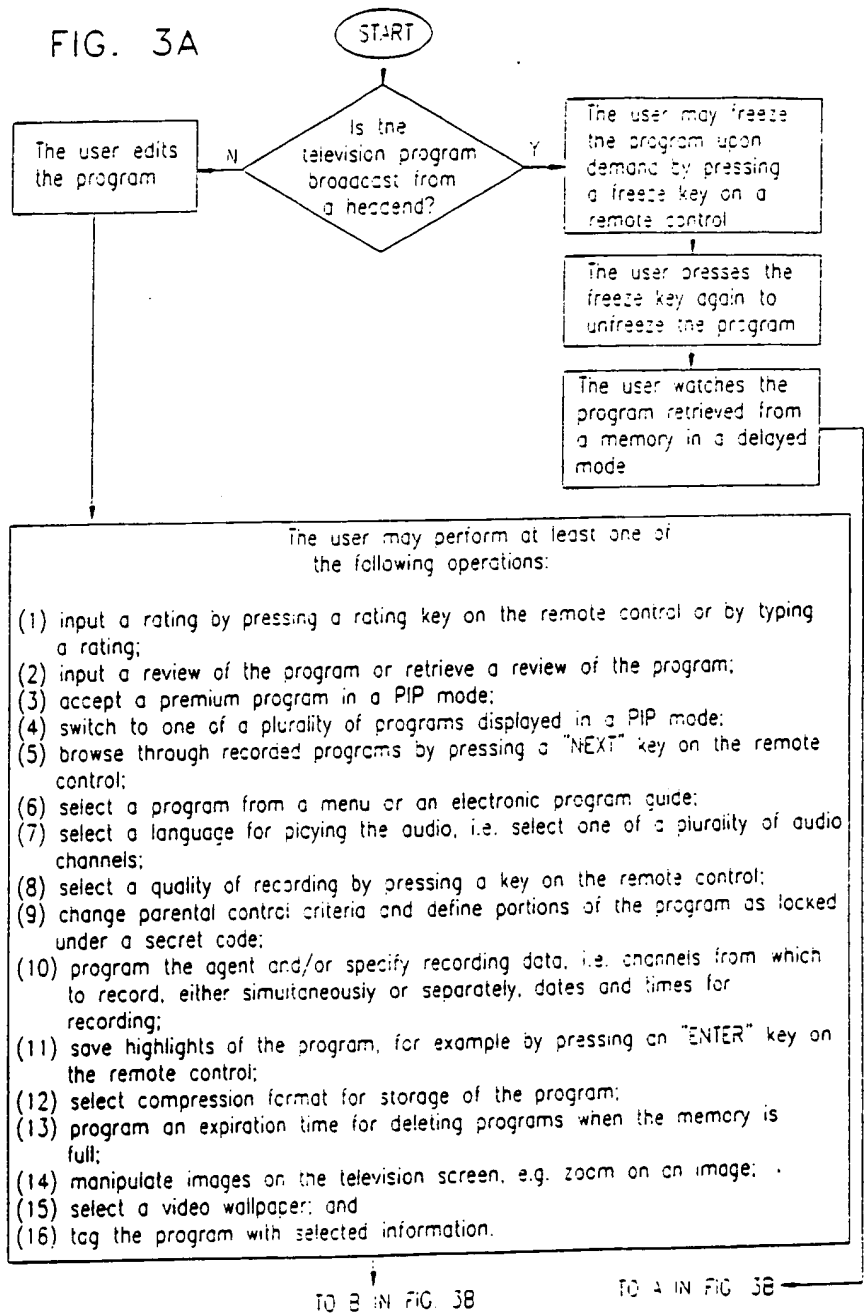 FIG. 3A
START
Is the
television program
broadcast from
a headend?
N
Y
The user edits
the program
The user may freeze
the program upon
demand by pressing
a freeze key on a
remote control
The user presses the
freeze key again to
unfreeze the program
The user watches the
program retrieved from
a memory in a delayed
mode
The user may perform at least one of
the following operations:
(1) input a rating by pressing a rating key on the remote control or by typing
a rating;
(2) input a review of the program or retrieve a review of the program;
(3) accept a premium program in a PIP mode;
(4) switch to one of a plurality of programs displayed in a PIP mode;
(5) browse through recorded programs by pressing a "NEXT" key on the remote
control;
(6) select a program from a menu or an electronic program guide;
(7) select a language for playing the audio, i.e. select one of a plurality of audio
channels;
(8) select a quality of recording by pressing a key on the remote control;
(9) change parental control criteria and define portions of the program as locked
under a secret code;
(10) program the agent and/or specify recording data, i.e. channels from which
to record, either simultaneously or separately, dates and times for
recording;
(11) save highlights of the program, for example by pressing an "ENTER" key on
the remote control;
(12) select compression format for storage of the program;
(13) program an expiration time for deleting programs when the memory is
full;
(14) manipulate images on the television screen, e.g. zoom on an image;
(15) select a video wallpaper; and
(16) tag the program with selected information.
TO B IN FIG. 3B
TO A IN FIG 3B